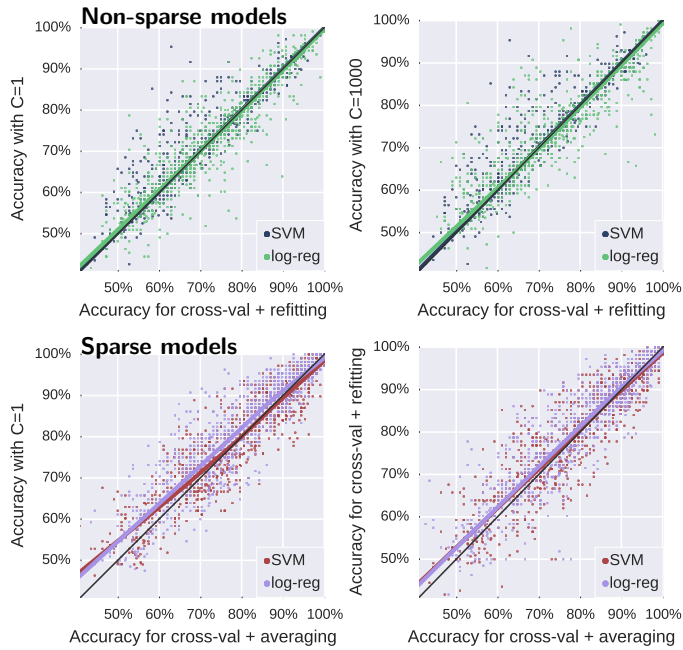 Non-sparse models
100%
90%
80%
70%
60%
50%
Accuracy with C=1
SVM
log-reg
50% 60% 70% 80% 90% 100%
Accuracy for cross-val + refitting
100%
90%
80%
70%
60%
50%
Accuracy with C=1000
SVM
log-reg
50% 60% 70% 80% 90% 100%
Accuracy for cross-val + refitting
Sparse models
100%
90%
80%
70%
60%
50%
Accuracy with C=1
SVM
log-reg
50% 60% 70% 80% 90% 100%
Accuracy for cross-val + averaging
100%
90%
80%
70%
60%
50%
Accuracy for cross-val + refitting
SVM
log-reg
50% 60% 70% 80% 90% 100%
Accuracy for cross-val + averaging